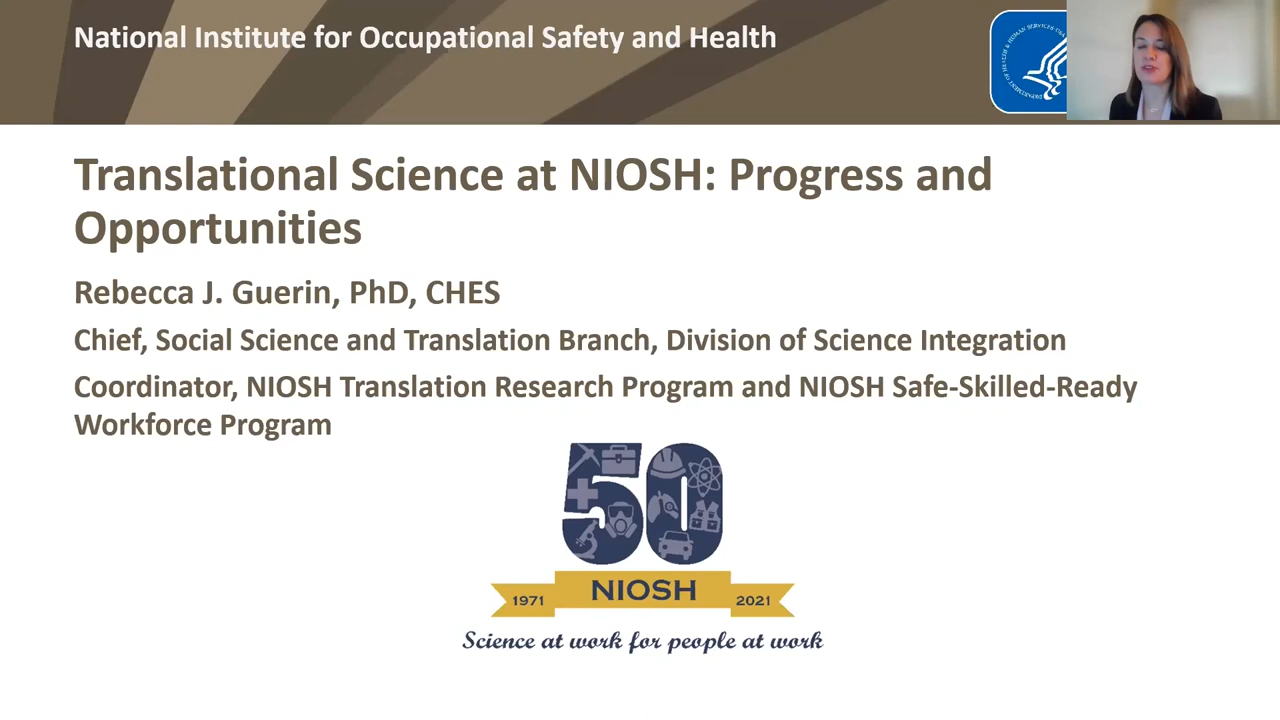 National Institute for Occupational Safety and Health
Translational Science at NIOSH: Progress and
Opportunities
Rebecca J. Guerin, PhD, CHES
Chief, Social Science and Translation Branch, Division of Science Integration
Coordinator, NIOSH Translation Research Program and NIOSH Safe-Skilled-Ready
Workforce Program
50
1971 NIOSH 2021
Science at work for people at work